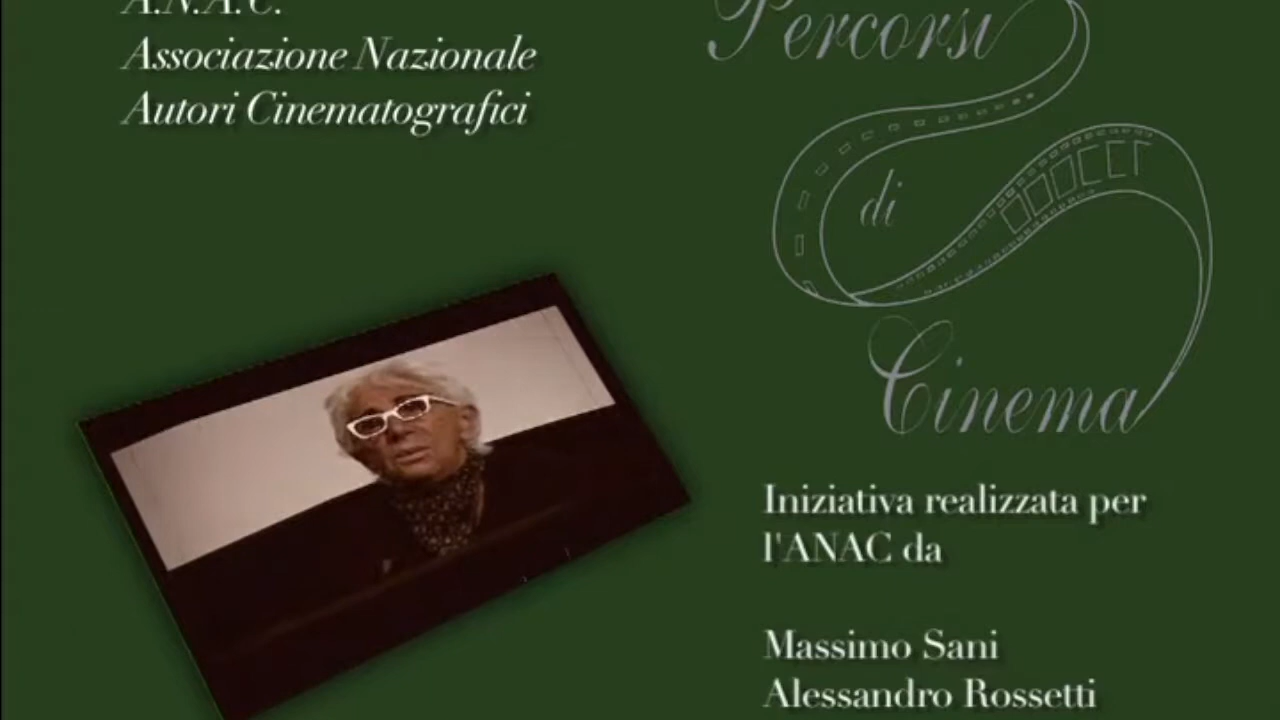 A.N.A.C.
Associazione Nazionale
Autori Cinematografici
Percorsi
di
Cinema
Iniziativa realizzata per
l'ANAC da
Massimo Sani
Alessandro Rossetti